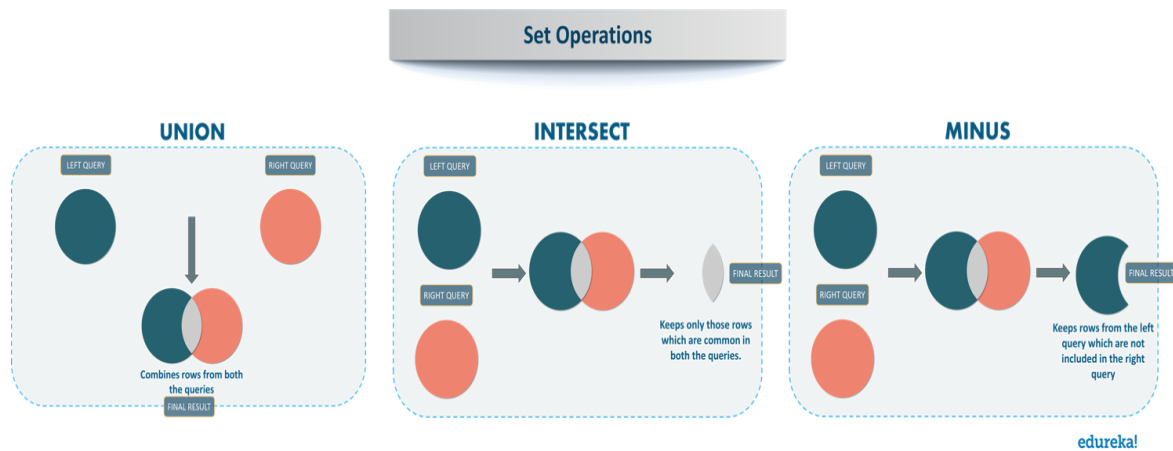 Set Operations
UNION
LEFT QUERY
RIGHT QUERY
Combines rows from both
the queries
FINAL RESULT
INTERSECT
LEFT QUERY
RIGHT QUERY
FINAL RESULT
Keeps only those rows
which are common in
both the queries.
MINUS
LEFT QUERY
RIGHT QUERY
FINAL RESULT
Keeps rows from the left
query which are not
included in the right
query
edureka!